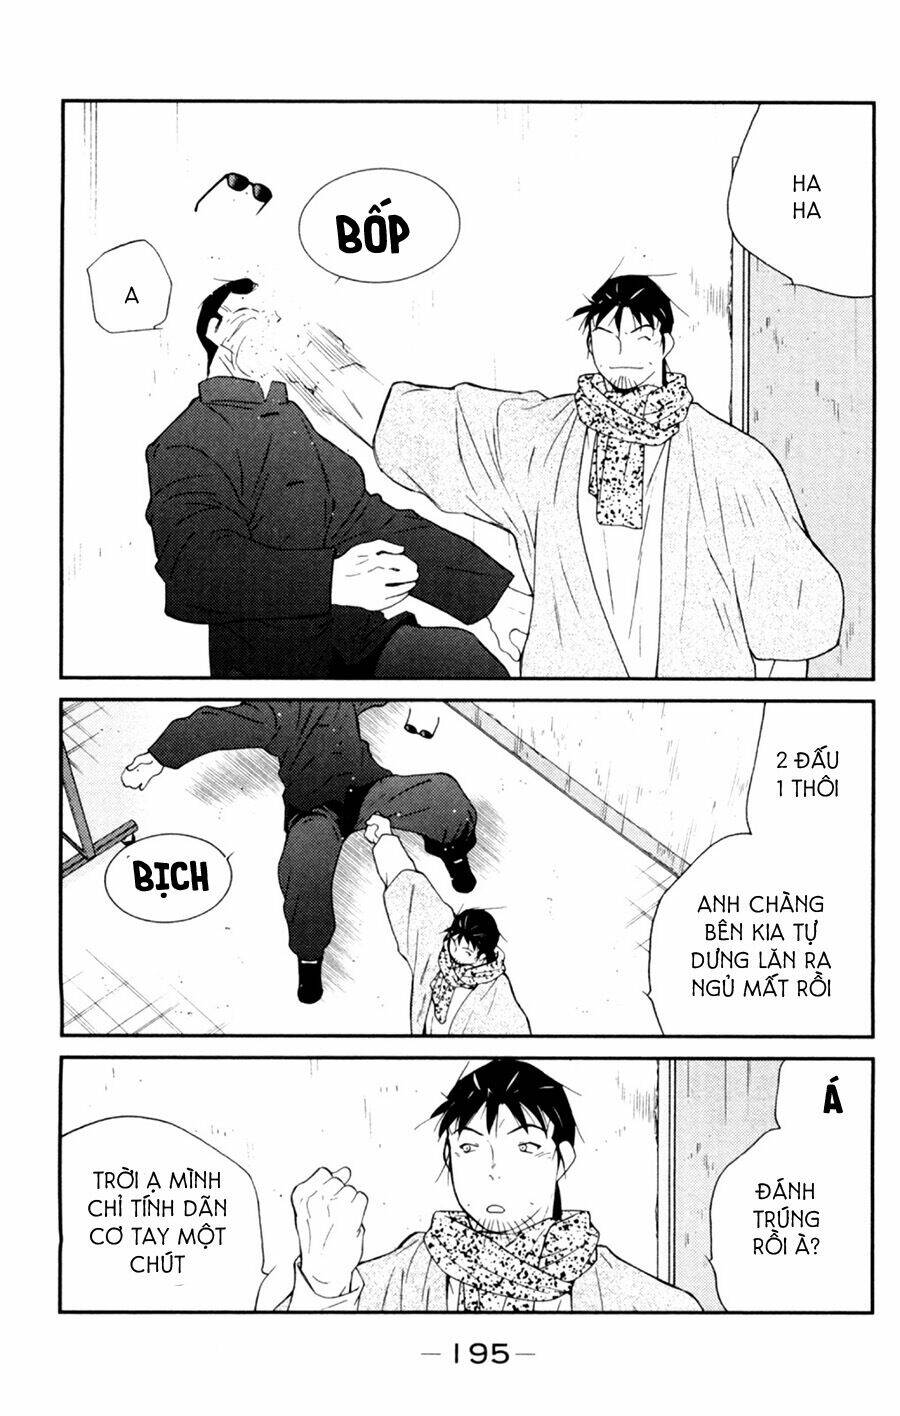 HA
HA
BỐP
A
2 ĐẤU
1 THÔI
ANH CHÀNG
BÊN KIA TỰ
DƯNG LĂN RA
NGỦ MẤT RỒI
BỊCH
Á
ĐÁNH
TRÚNG
RỒI À?
TRỜI Ạ MÌNH
CHỈ TÍNH DÃN
CƠ TAY MỘT
CHÚT
— 195 —